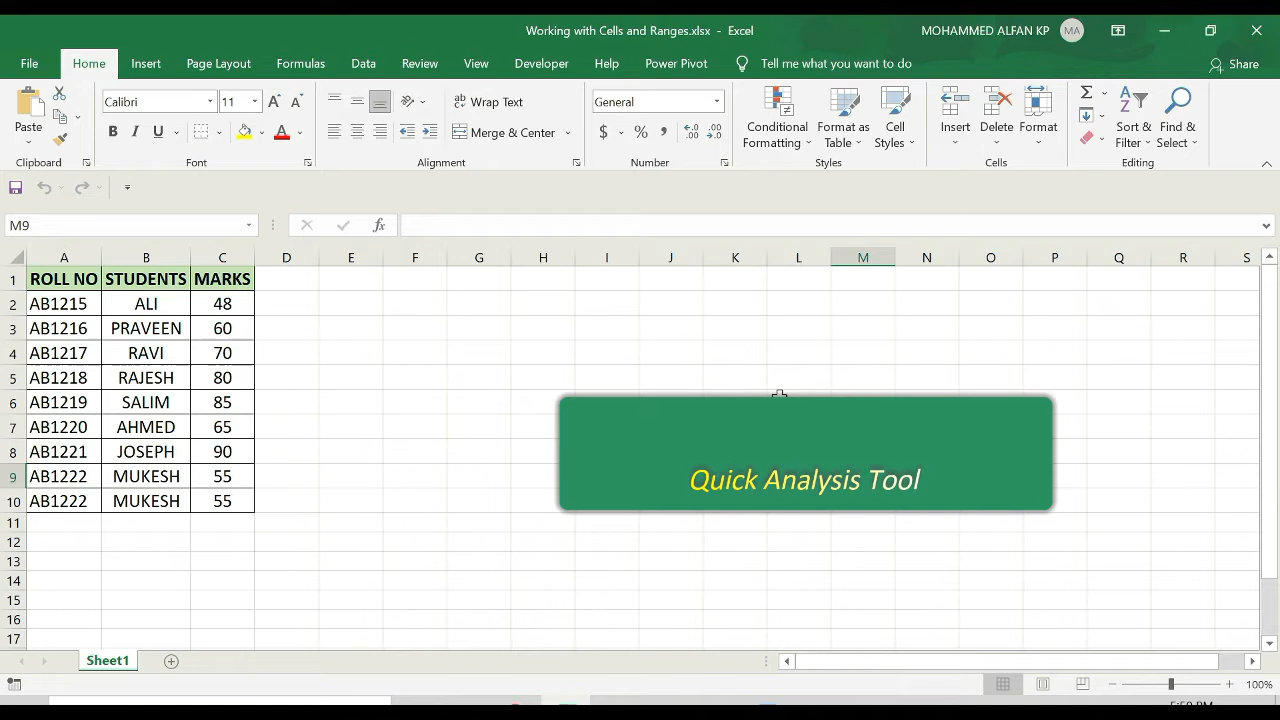 Working with Cells and Ranges.xlsx - Excel
MOHAMMED ALFAN KP MA
File Home Insert Page Layout Formulas Data Review View Developer Help Power Pivot Tell me what you want to do Share
Paste
Calibri 11
B I U A
Wrap Text
Merge & Center
General
$ % ,
Conditional Formatting
Format as Table
Cell Styles
Insert Delete Format
Sort & Filter
Find & Select
Clipboard Font Alignment Number Styles Cells Editing
M9 fx
A B C D E F G H I J K L M N O P Q R S
1 ROLL NO STUDENTS MARKS
2 AB1215 ALI 48
3 AB1216 PRAVEEN 60
4 AB1217 RAVI 70
5 AB1218 RAJESH 80
6 AB1219 SALIM 85
7 AB1220 AHMED 65
8 AB1221 JOSEPH 90
9 AB1222 MUKESH 55
10 AB1222 MUKESH 55
11
12
13
14
15
16
17
Quick Analysis Tool
Sheet1
100%